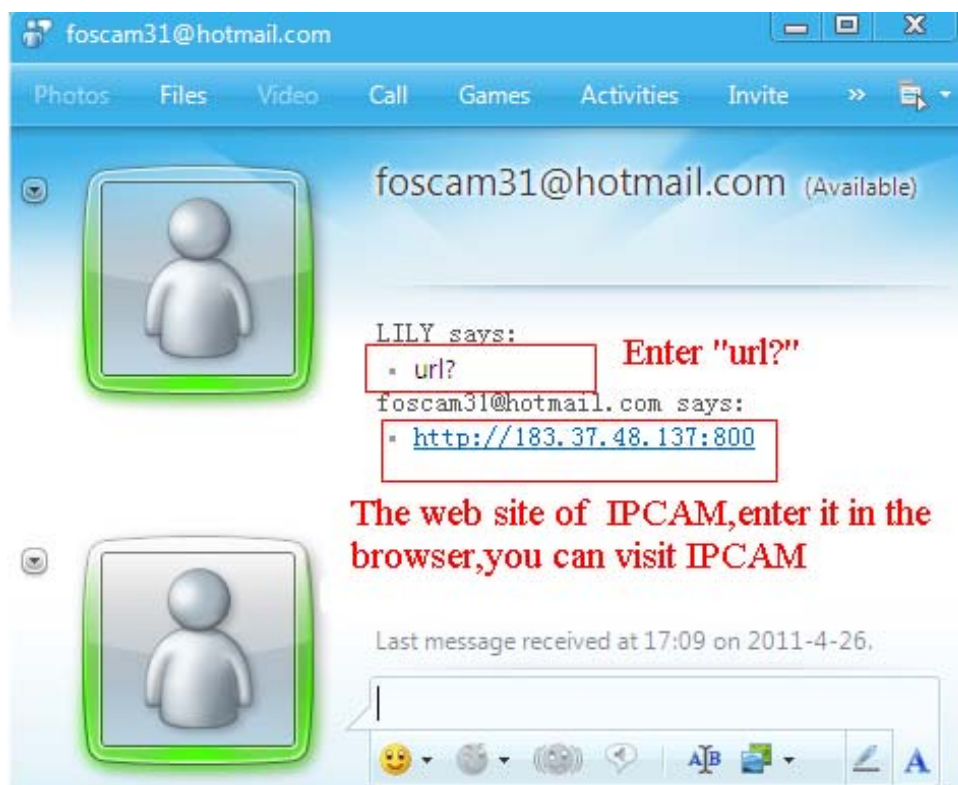 foscam31@hotmail.com
Photos Files Video Call Games Activities Invite »
foscam31@hotmail.com (Available)
LILY says:
url?
Enter "url?"
foscam31@hotmail.com says:
http://183.37.48.137:800
The web site of IPCAM,enter it in the
browser,you can visit IPCAM
Last message received at 17:09 on 2011-4-26.
AB
A